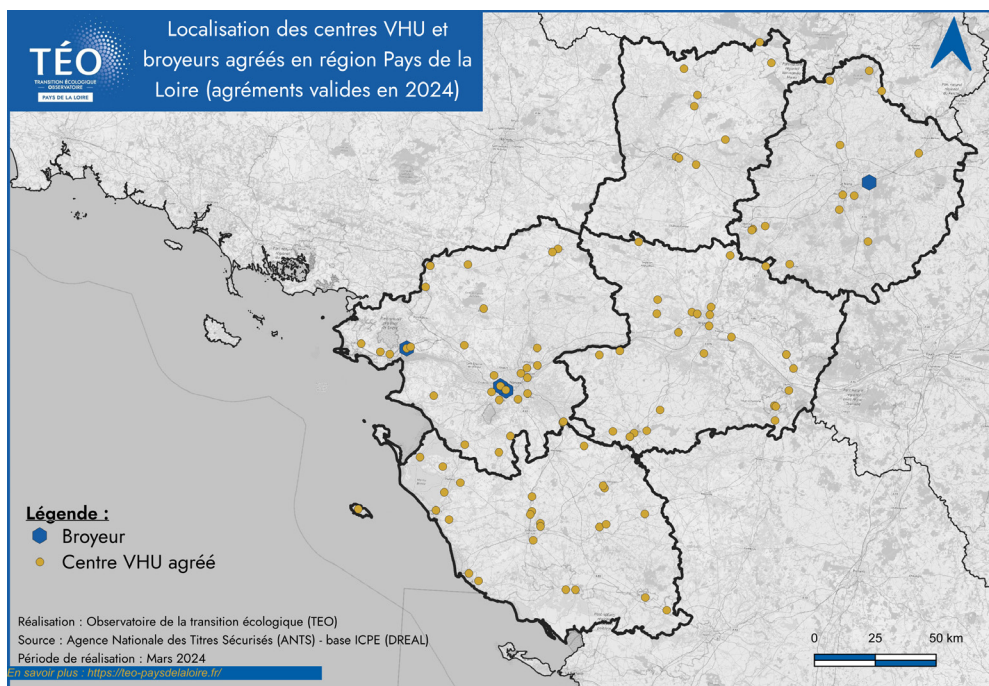 Localisation des centres VHU et
broyeurs agréés en région Pays de la
Loire (agréments valides en 2024)
TÉO
TRANSITION ÉCOLOGIQUE
OBSERVATOIRE
PAYS DE LA LOIRE
Légende :
Broyeur
Centre VHU agréé
Réalisation : Observatoire de la transition écologique (TEO)
Source : Agence Nationale des Titres Sécurisés (ANTS) - base ICPE (DREAL)
Période de réalisation : Mars 2024
En savoir plus : https://teo-paysdelaloire.fr/
0 25 50 km